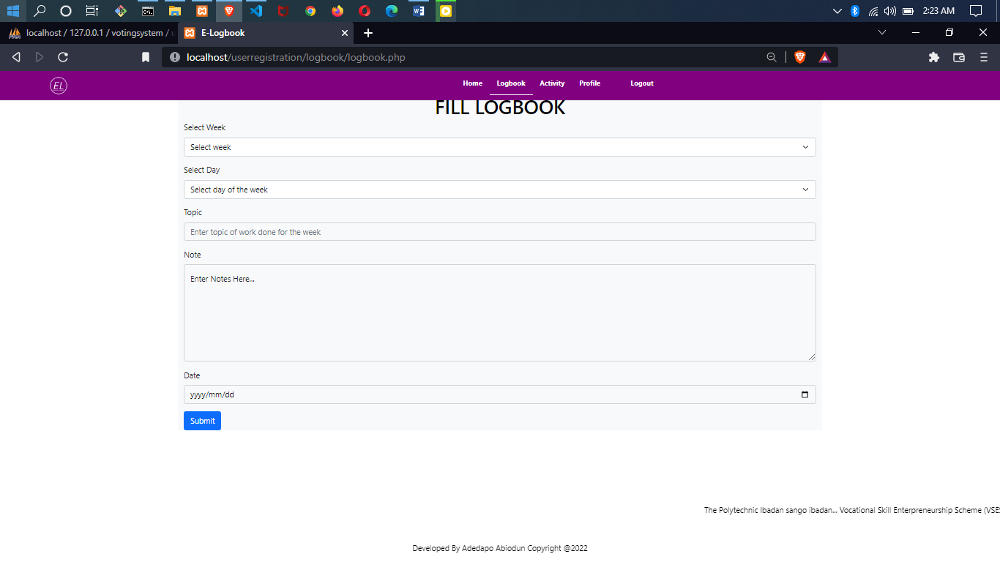 2:23 AM
localhost / 127.0.0.1 / votingsystem / u
E-Logbook
localhost/userregistration/logbook/logbook.php
EL
Home Logbook Activity Profile Logout
FILL LOGBOOK
Select Week
Select week
Select Day
Select day of the week
Topic
Enter topic of work done for the week
Note
Enter Notes Here...
Date
yyyy/mm/dd
Submit
The Polytechnic Ibadan sango ibadan... Vocational Skill Enterpreneurship Scheme (VSES
Developed By Adedapo Abiodun Copyright @2022